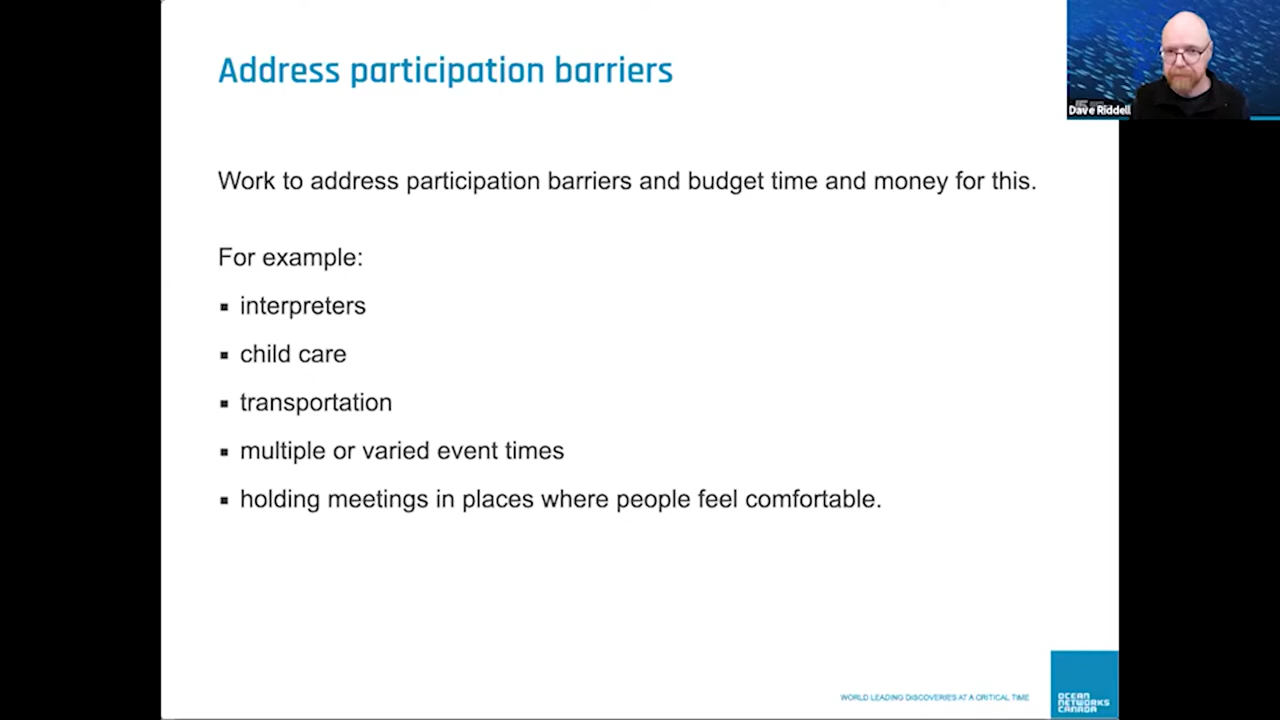 Address participation barriers
Dave Riddell
Work to address participation barriers and budget time and money for this.
For example:
▪ interpreters
▪ child care
▪ transportation
▪ multiple or varied event times
▪ holding meetings in places where people feel comfortable.
WORLD LEADING DISCOVERIES AT A CRITICAL TIME
OCEAN
NETWORKS
CANADA